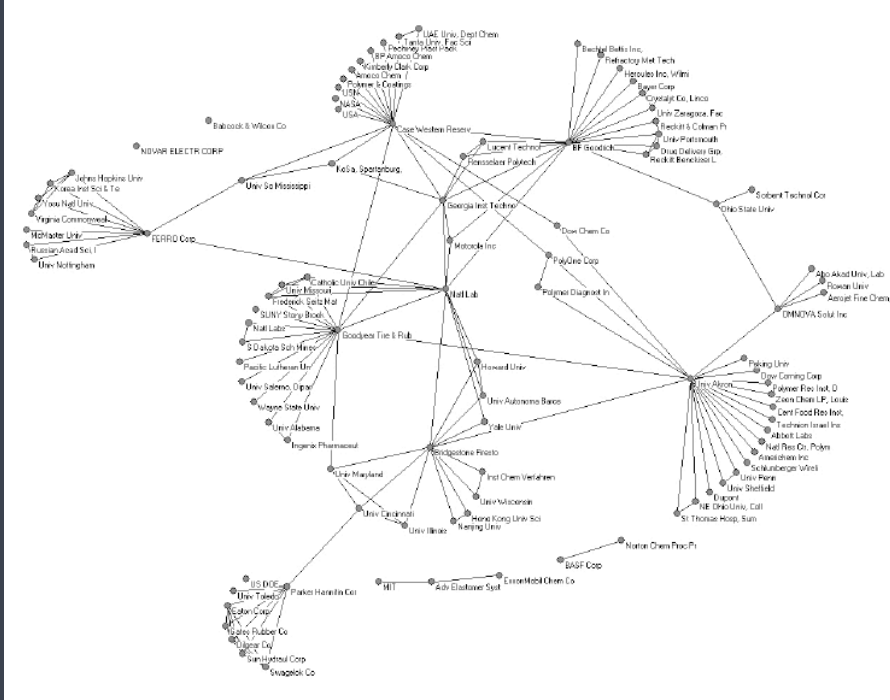 UAE Univ, Dept Chem
Tanta Univ, Fac Sci
Pechiney Plast Pack
BP Amoco Chem
Kimberly Clark Corp
Amoco Chem
Polymer & Coatings
USN
NASA
USA
Case Western Reserv
Bechtel Bettis Inc,
Refractory Met Tech
Hercules Inc, Wilmi
Bayer Corp
Crystalyt Co, Linco
Univ Zaragoza, Fac
Reckitt & Colman Pr
Univ Portsmouth
Drug Delivery Grp,
Reckitt Benckiser L
BF Goodrich
Lucent Technol
Rensselaer Polytech
Babcock & Wilcox Co
NOVAR ELECTR CORP
KoSa, Spartanburg,
Univ So Mississippi
Johns Hopkins Univ
Korea Inst Sci & Te
Yosu Natl Univ,
Virginia Commonweal
McMaster Univ
Russian Acad Sci, I
Univ Nottingham
FERRO Corp
Georgia Inst Techno
Sorbent Technol Cor
Ohio State Univ
Dow Chem Co
Motorola Inc
PolyOne Corp
Polymer Diagnost In
Abo Akad Univ, Lab
Rowan Univ
Aerojet Fine Chem,
OMNOVA Solut Inc
Natl Lab
Catholic Univ Chile
Univ Missouri
Frederick Seitz Mat
SUNY Stony Brook
Natl Labs
S Dakota Sch Mines
Pacific Lutheran Un
Univ Salerno, Dipar
Wayne State Univ
Univ Alabama
Ingenix Pharmaceut
Goodyear Tire & Rub
Howard Univ
Univ Autonoma Barce
Yale Univ
Univ Akron
Peking Univ
Dow Corning Corp
Polymer Res Inst, D
Zeon Chem LP, Louis
Cent Food Res Inst,
Technion Israel Ins
Abbott Labs
Natl Res Ctr, Polym
Americhem Inc
Schlumberger Wireli
Univ Penn
Univ Sheffield
Dupont
NE Ohio Univ, Coll
St Thomas Hosp, Sum
Bridgestone Firesto
Inst Chem Verfahren
Univ Wisconsin
Hong Kong Univ Sci
Nanjing Univ
Univ Maryland
Univ Cincinnati
Univ Illinois
Norton Chem Proc Pr
BASF Corp
MIT
Adv Elastomer Syst
ExxonMobil Chem Co
US DOE
Univ Toledo
Eaton Corp
Gates Rubber Co
Oilgear Co
Sun Hydraul Corp
Swagelok Co
Parker Hannifin Cor